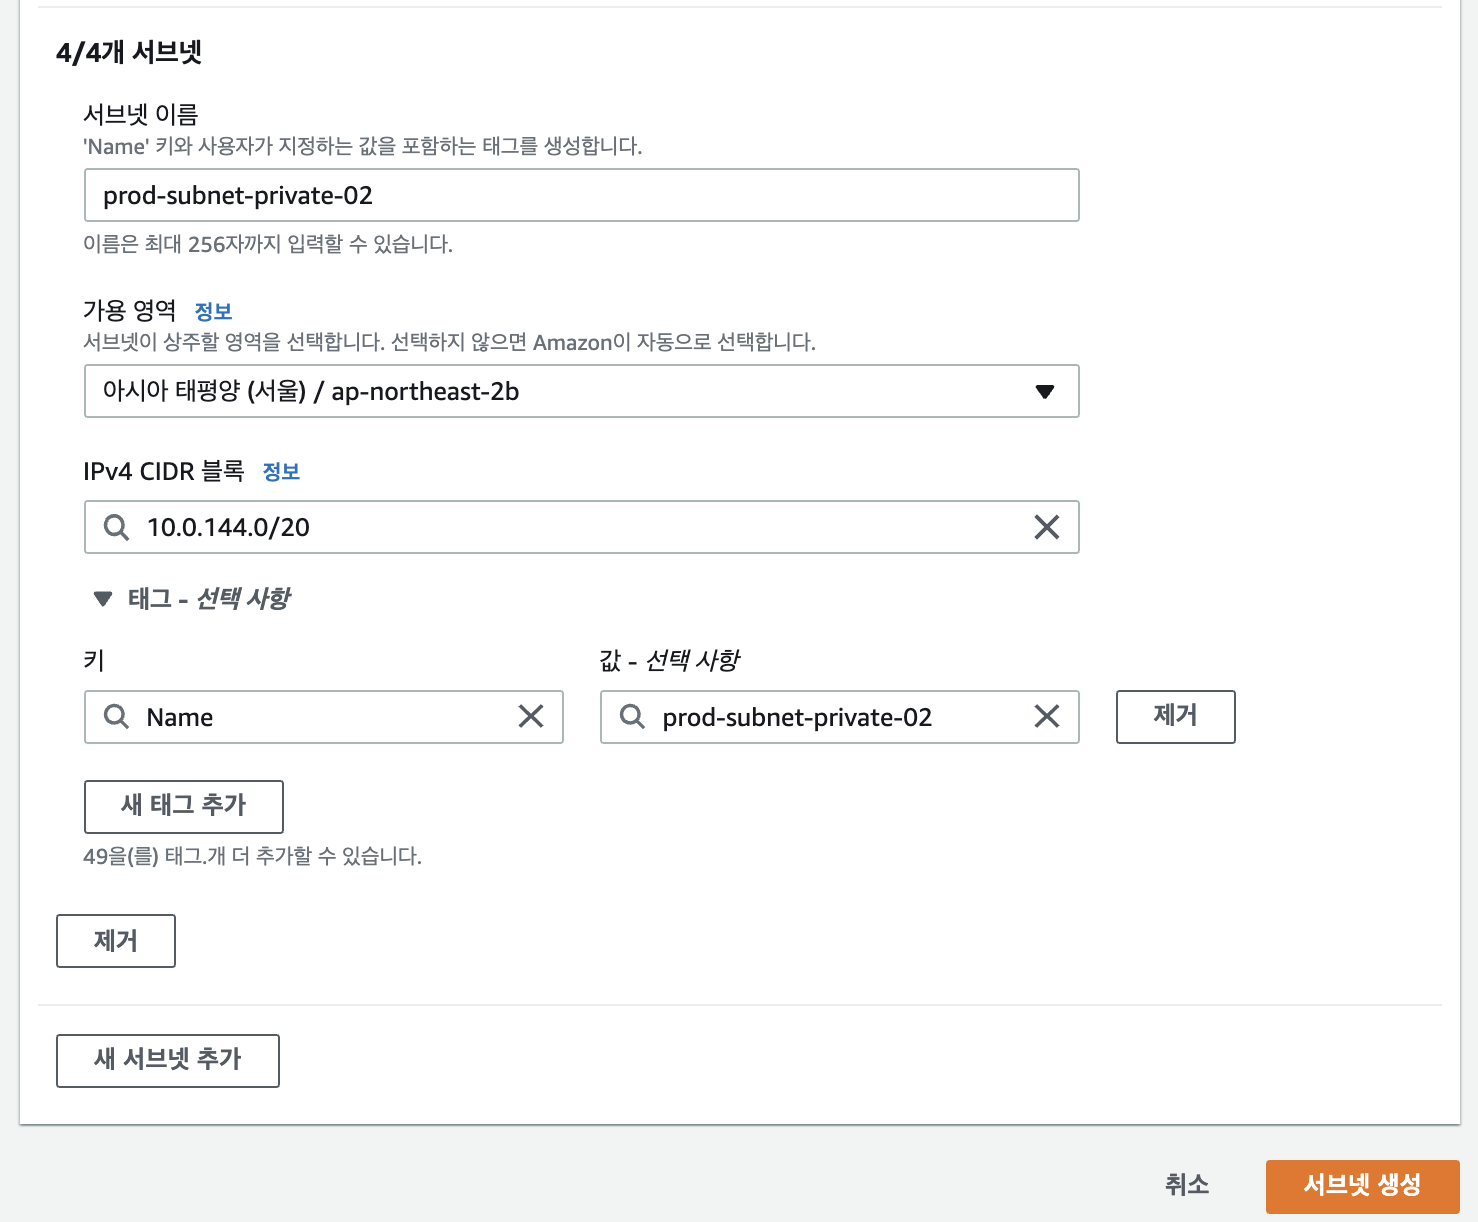 4/4개 서브넷
서브넷 이름
'Name' 키와 사용자가 지정하는 값을 포함하는 태그를 생성합니다.
prod-subnet-private-02
이름은 최대 256자까지 입력할 수 있습니다.
가용 영역 정보
서브넷이 상주할 영역을 선택합니다. 선택하지 않으면 Amazon이 자동으로 선택합니다.
아시아 태평양 (서울) / ap-northeast-2b
IPv4 CIDR 블록 정보
10.0.144.0/20
태그 - 선택 사항
키 값 - 선택 사항
Name prod-subnet-private-02 제거
새 태그 추가
49을(를) 태그.개 더 추가할 수 있습니다.
제거
새 서브넷 추가
취소 서브넷 생성